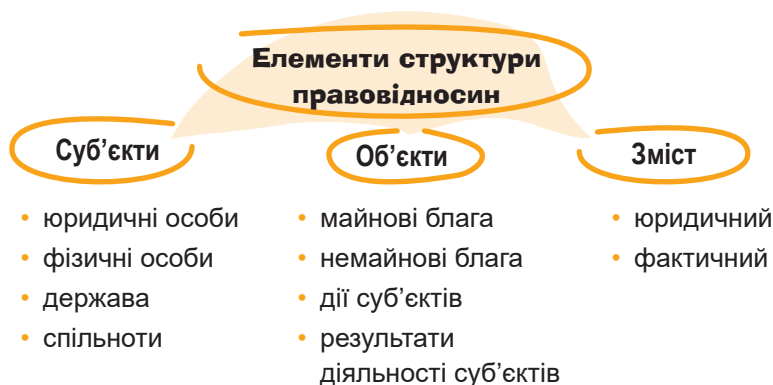 Елементи структури
правовідносин
Суб’єкти
• юридичні особи
• фізичні особи
• держава
• спільноти
Об’єкти
• майнові блага
• немайнові блага
• дії суб’єктів
• результати
діяльності суб’єктів
Зміст
• юридичний
• фактичний